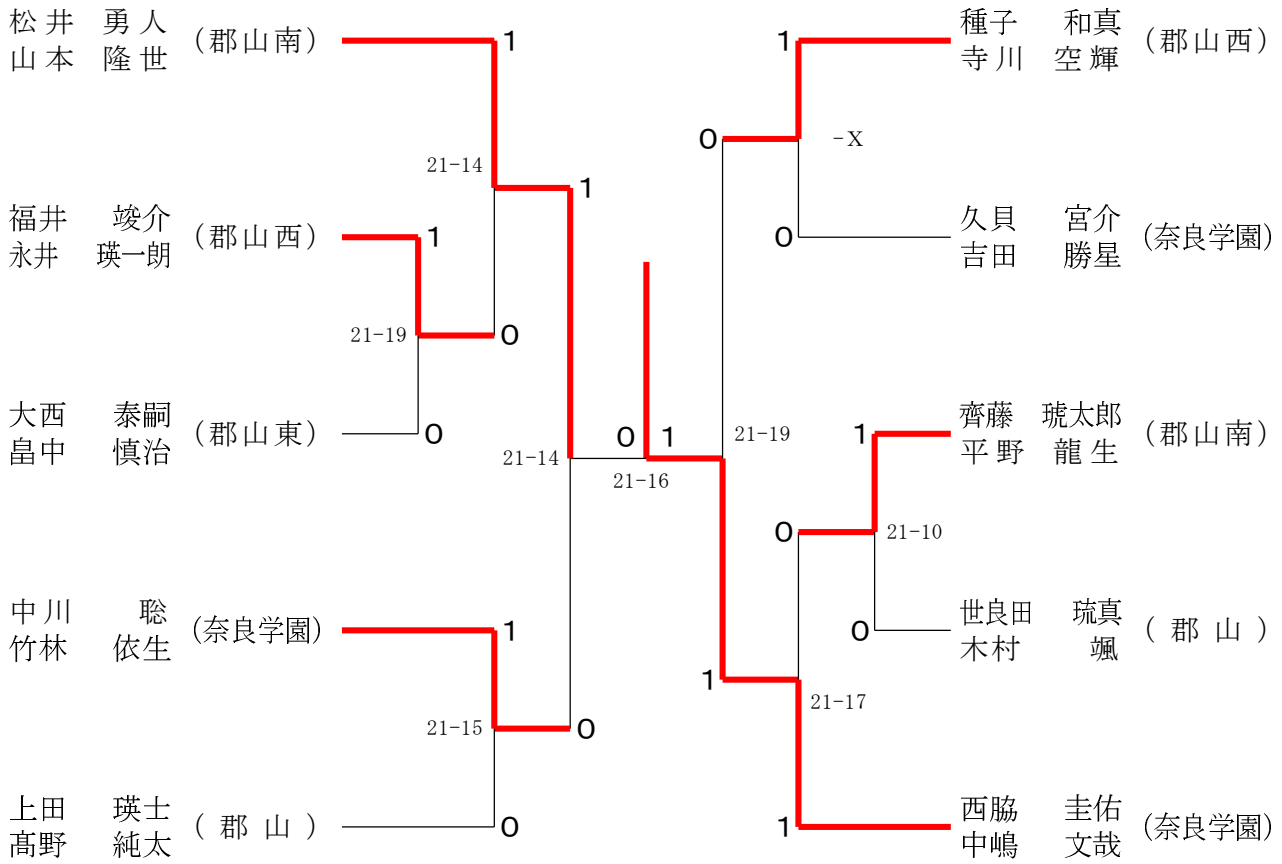 松井 勇人
山本 隆世
(郡山南)
1
21-14
1
福井 竣介
永井 瑛一朗
(郡山西)
1
21-19
0
大西 泰嗣
畠中 慎治
(郡山東)
0
21-14
中川 聡
竹林 依生
(奈良学園)
1
21-15
0
上田 瑛士
髙野 純太
(郡山)
0
0
1
21-16
種子 和真
寺川 空輝
(郡山西)
1
0
-X
久貝 宮介
吉田 勝星
(奈良学園)
0
21-19
齊藤 琥太郎
平野 龍生
(郡山南)
1
0
21-10
世良田 琉真
木村 颯
(郡山)
0
1
21-17
西脇 圭佑
中嶋 文哉
(奈良学園)
1